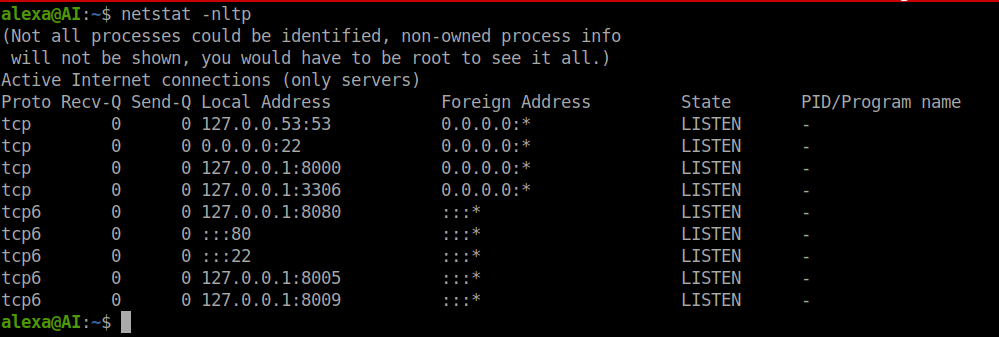 alexa@AI:~$ netstat -nltp
(Not all processes could be identified, non-owned process info
 will not be shown, you would have to be root to see it all.)
Active Internet connections (only servers)
Proto Recv-Q Send-Q Local Address           Foreign Address         State       PID/Program name
tcp        0      0 127.0.0.53:53           0.0.0.0:*               LISTEN      -
tcp        0      0 0.0.0.0:22              0.0.0.0:*               LISTEN      -
tcp        0      0 127.0.0.1:8000          0.0.0.0:*               LISTEN      -
tcp        0      0 127.0.0.1:3306          0.0.0.0:*               LISTEN      -
tcp6       0      0 127.0.0.1:8080          :::*                    LISTEN      -
tcp6       0      0 :::80                   :::*                    LISTEN      -
tcp6       0      0 :::22                   :::*                    LISTEN      -
tcp6       0      0 127.0.0.1:8005          :::*                    LISTEN      -
tcp6       0      0 127.0.0.1:8009          :::*                    LISTEN      -
alexa@AI:~$